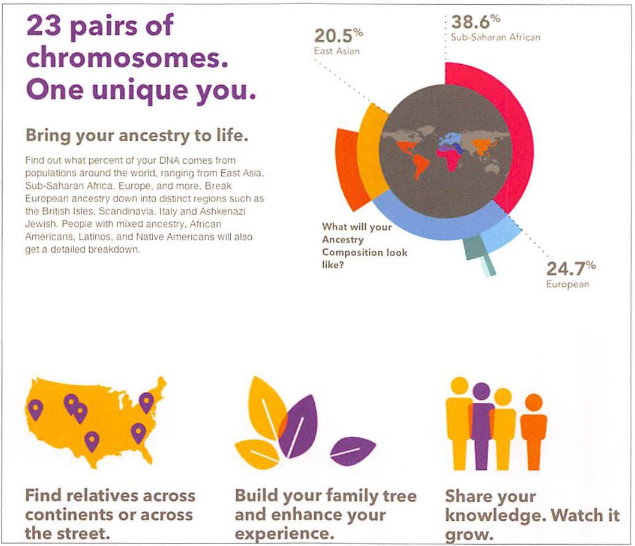 23 pairs of
chromosomes.
One unique you.
Bring your ancestry to life.
Find out what percent of your DNA comes from
populations around the world, ranging from East Asia,
Sub-Saharan Africa, Europe, and more. Break
European ancestry down into distinct regions such as
the British Isles, Scandinavia, Italy and Ashkenazi
Jewish. People with mixed ancestry, African
Americans, Latinos, and Native Americans will also
get a detailed breakdown.
20.5%
East Asian
38.6%
Sub-Saharan African
What will your
Ancestry
Composition look
like?
24.7%
European
Find relatives across
continents or across
the street.
Build your family tree
and enhance your
experience.
Share your
knowledge. Watch it
grow.